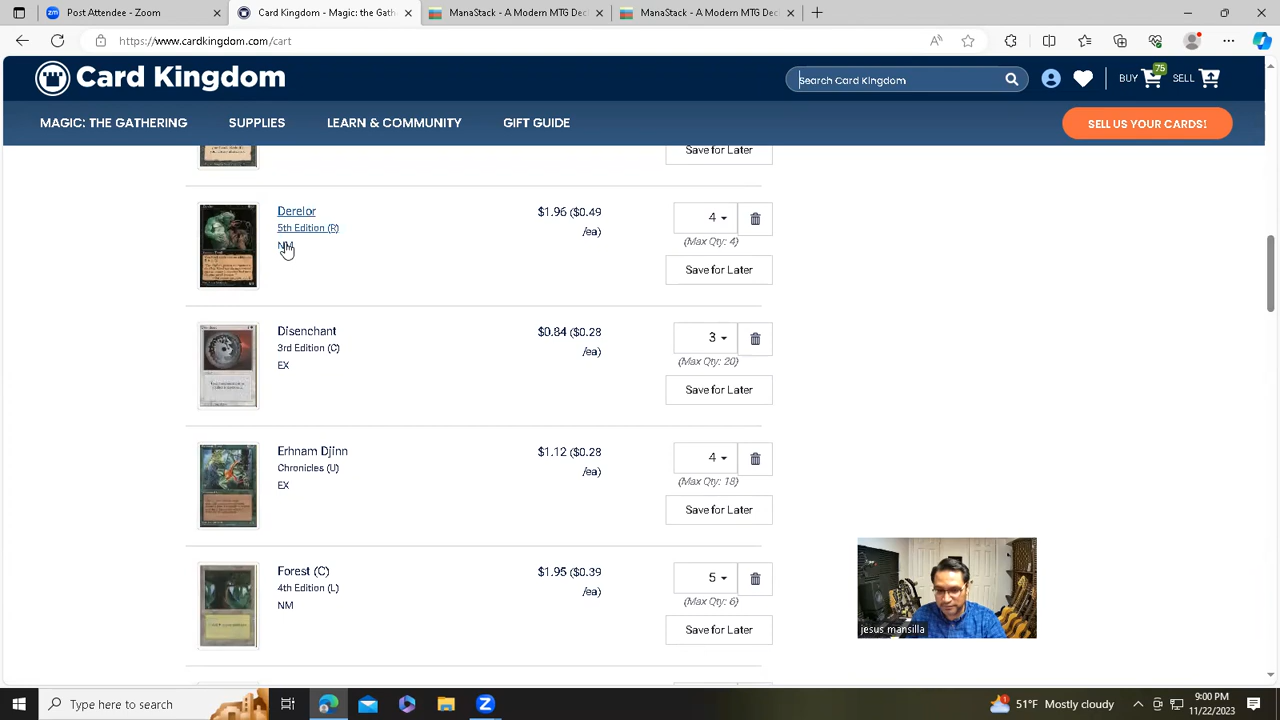 Post Attendee - Zoom
Card Kingdom - Magic: the Gathe
ManaStack - A Modern MTG Dec
ManaStack - A Modern MTG Dec
https://www.cardkingdom.com/cart
Card Kingdom
Search Card Kingdom
BUY
75
SELL
MAGIC: THE GATHERING
SUPPLIES
LEARN & COMMUNITY
GIFT GUIDE
SELL US YOUR CARDS!
Save for Later
Derelor
5th Edition (R)
NM
$1.96 ($0.49
/ea)
4
(Max Qty: 4)
Save for Later
Disenchant
3rd Edition (C)
EX
$0.84 ($0.28
/ea)
3
(Max Qty: 20)
Save for Later
Erhnam Djinn
Chronicles (U)
EX
$1.12 ($0.28
/ea)
4
(Max Qty: 18)
Save for Later
Forest (C)
4th Edition (L)
NM
$1.95 ($0.39
/ea)
5
(Max Qty: 6)
Save for Later
jesus mansilla
Type here to search
51°F Mostly cloudy
9:00 PM
11/22/2023